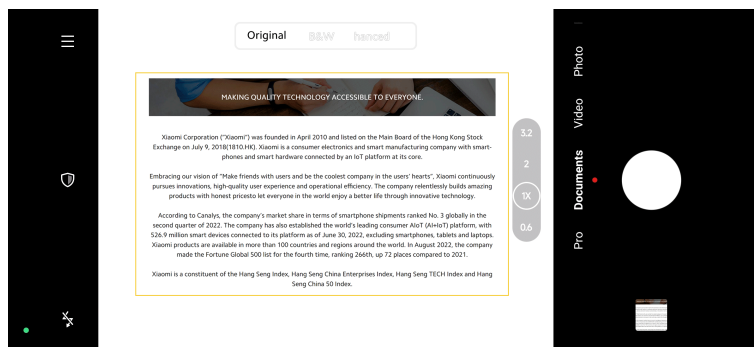 Original B&W hanced
MAKING QUALITY TECHNOLOGY ACCESSIBLE TO EVERYONE.
Xiaomi Corporation ("Xiaomi") was founded in April 2010 and listed on the Main Board of the Hong Kong Stock
Exchange on July 9, 2018(1810.HK). Xiaomi is a consumer electronics and smart manufacturing company with smart-
phones and smart hardware connected by an IoT platform at its core.
Embracing our vision of "Make friends with users and be the coolest company in the users' hearts", Xiaomi continuously
pursues innovations, high-quality user experience and operational efficiency. The company relentlessly builds amazing
products with honest pricesto let everyone in the world enjoy a better life through innovative technology.
According to Canalys, the company's market share in terms of smartphone shipments ranked No. 3 globally in the
second quarter of 2022. The company has also established the world's leading consumer AIoT (AI+IoT) platform, with
526.9 million smart devices connected to its platform as of June 30, 2022, excluding smartphones, tablets and laptops.
Xiaomi products are available in more than 100 countries and regions around the world. In August 2022, the company
made the Fortune Global 500 list for the fourth time, ranking 266th, up 72 places compared to 2021.
Xiaomi is a constituent of the Hang Seng Index, Hang Seng China Enterprises Index, Hang Seng TECH Index and Hang
Seng China 50 Index.
3.2
2
1X
0.6
Photo
Video
Documents
Pro